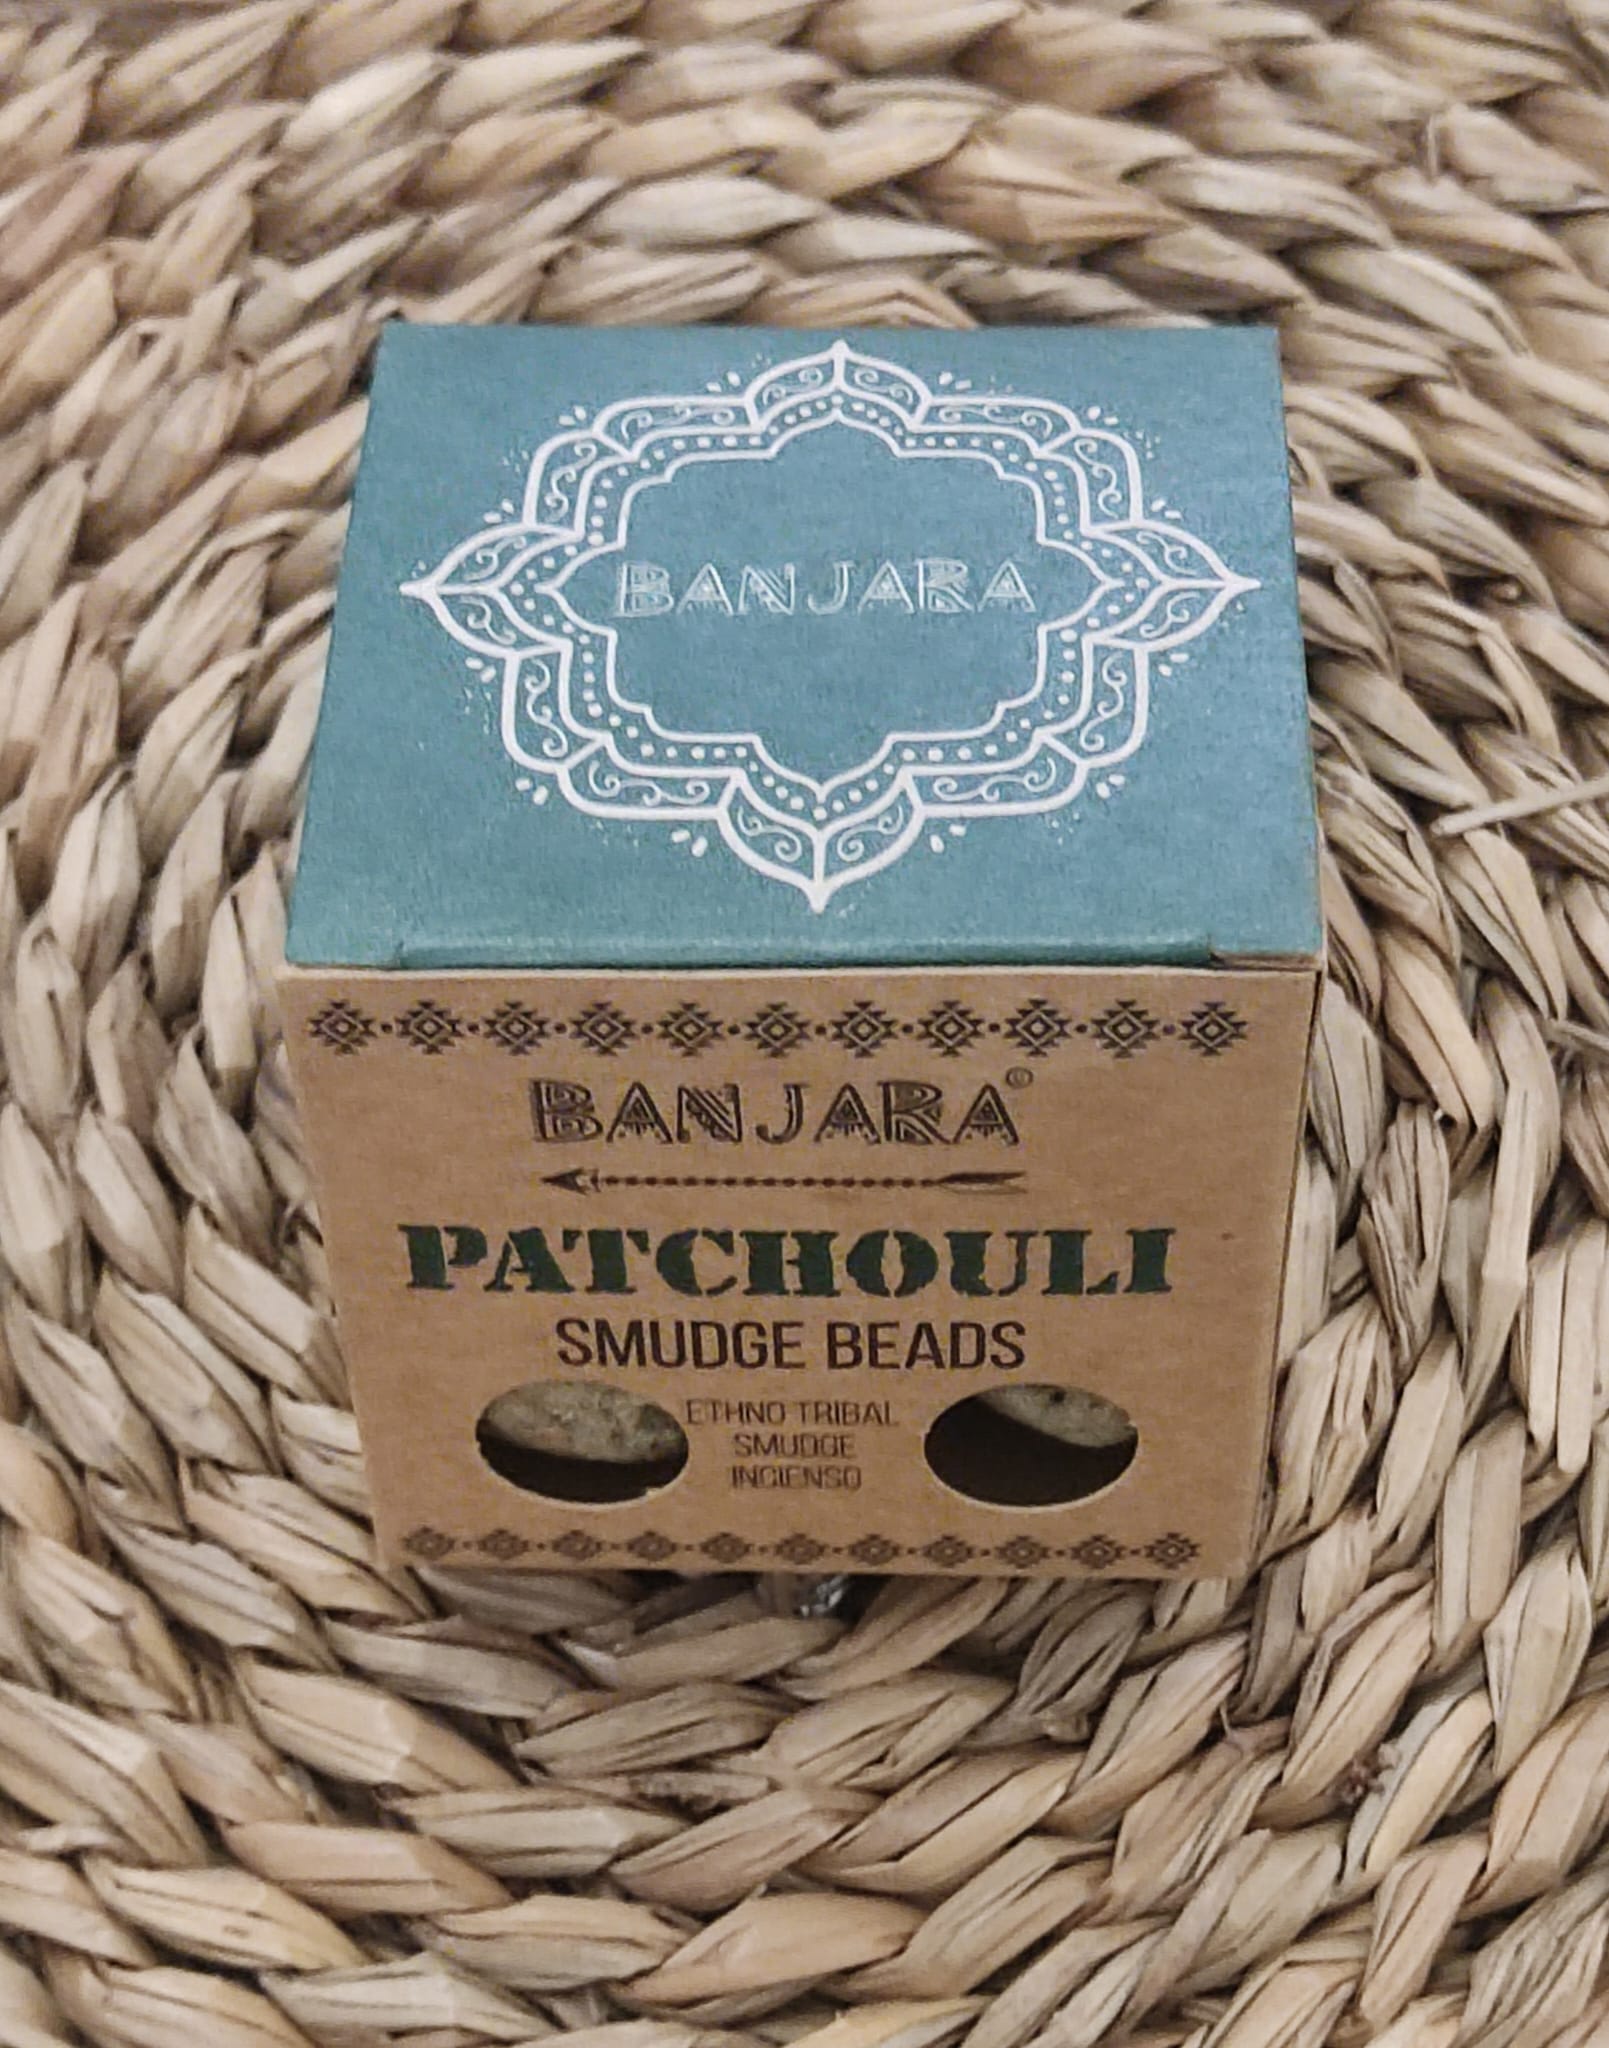 BANJARA
BANJARA©
PATCHOULI
SMUDGE BEADS
ETHNO TRIBAL
SMUDGE
INCIENSO